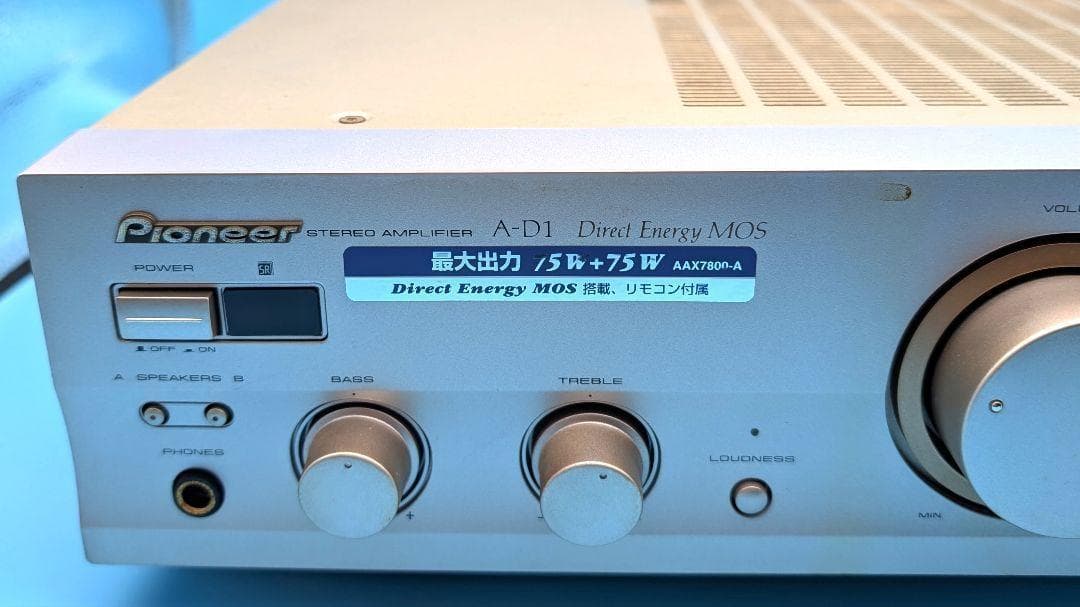 Pioneer STEREO AMPLIFIER A-D1 Direct Energy MOS
最大出力 75W+75W AAX7800-A
Direct Energy MOS 搭載、リモコン付属
POWER SR
OFF ON
A SPEAKERS B
PHONES
BASS
+
TREBLE
-
LOUDNESS
MIN